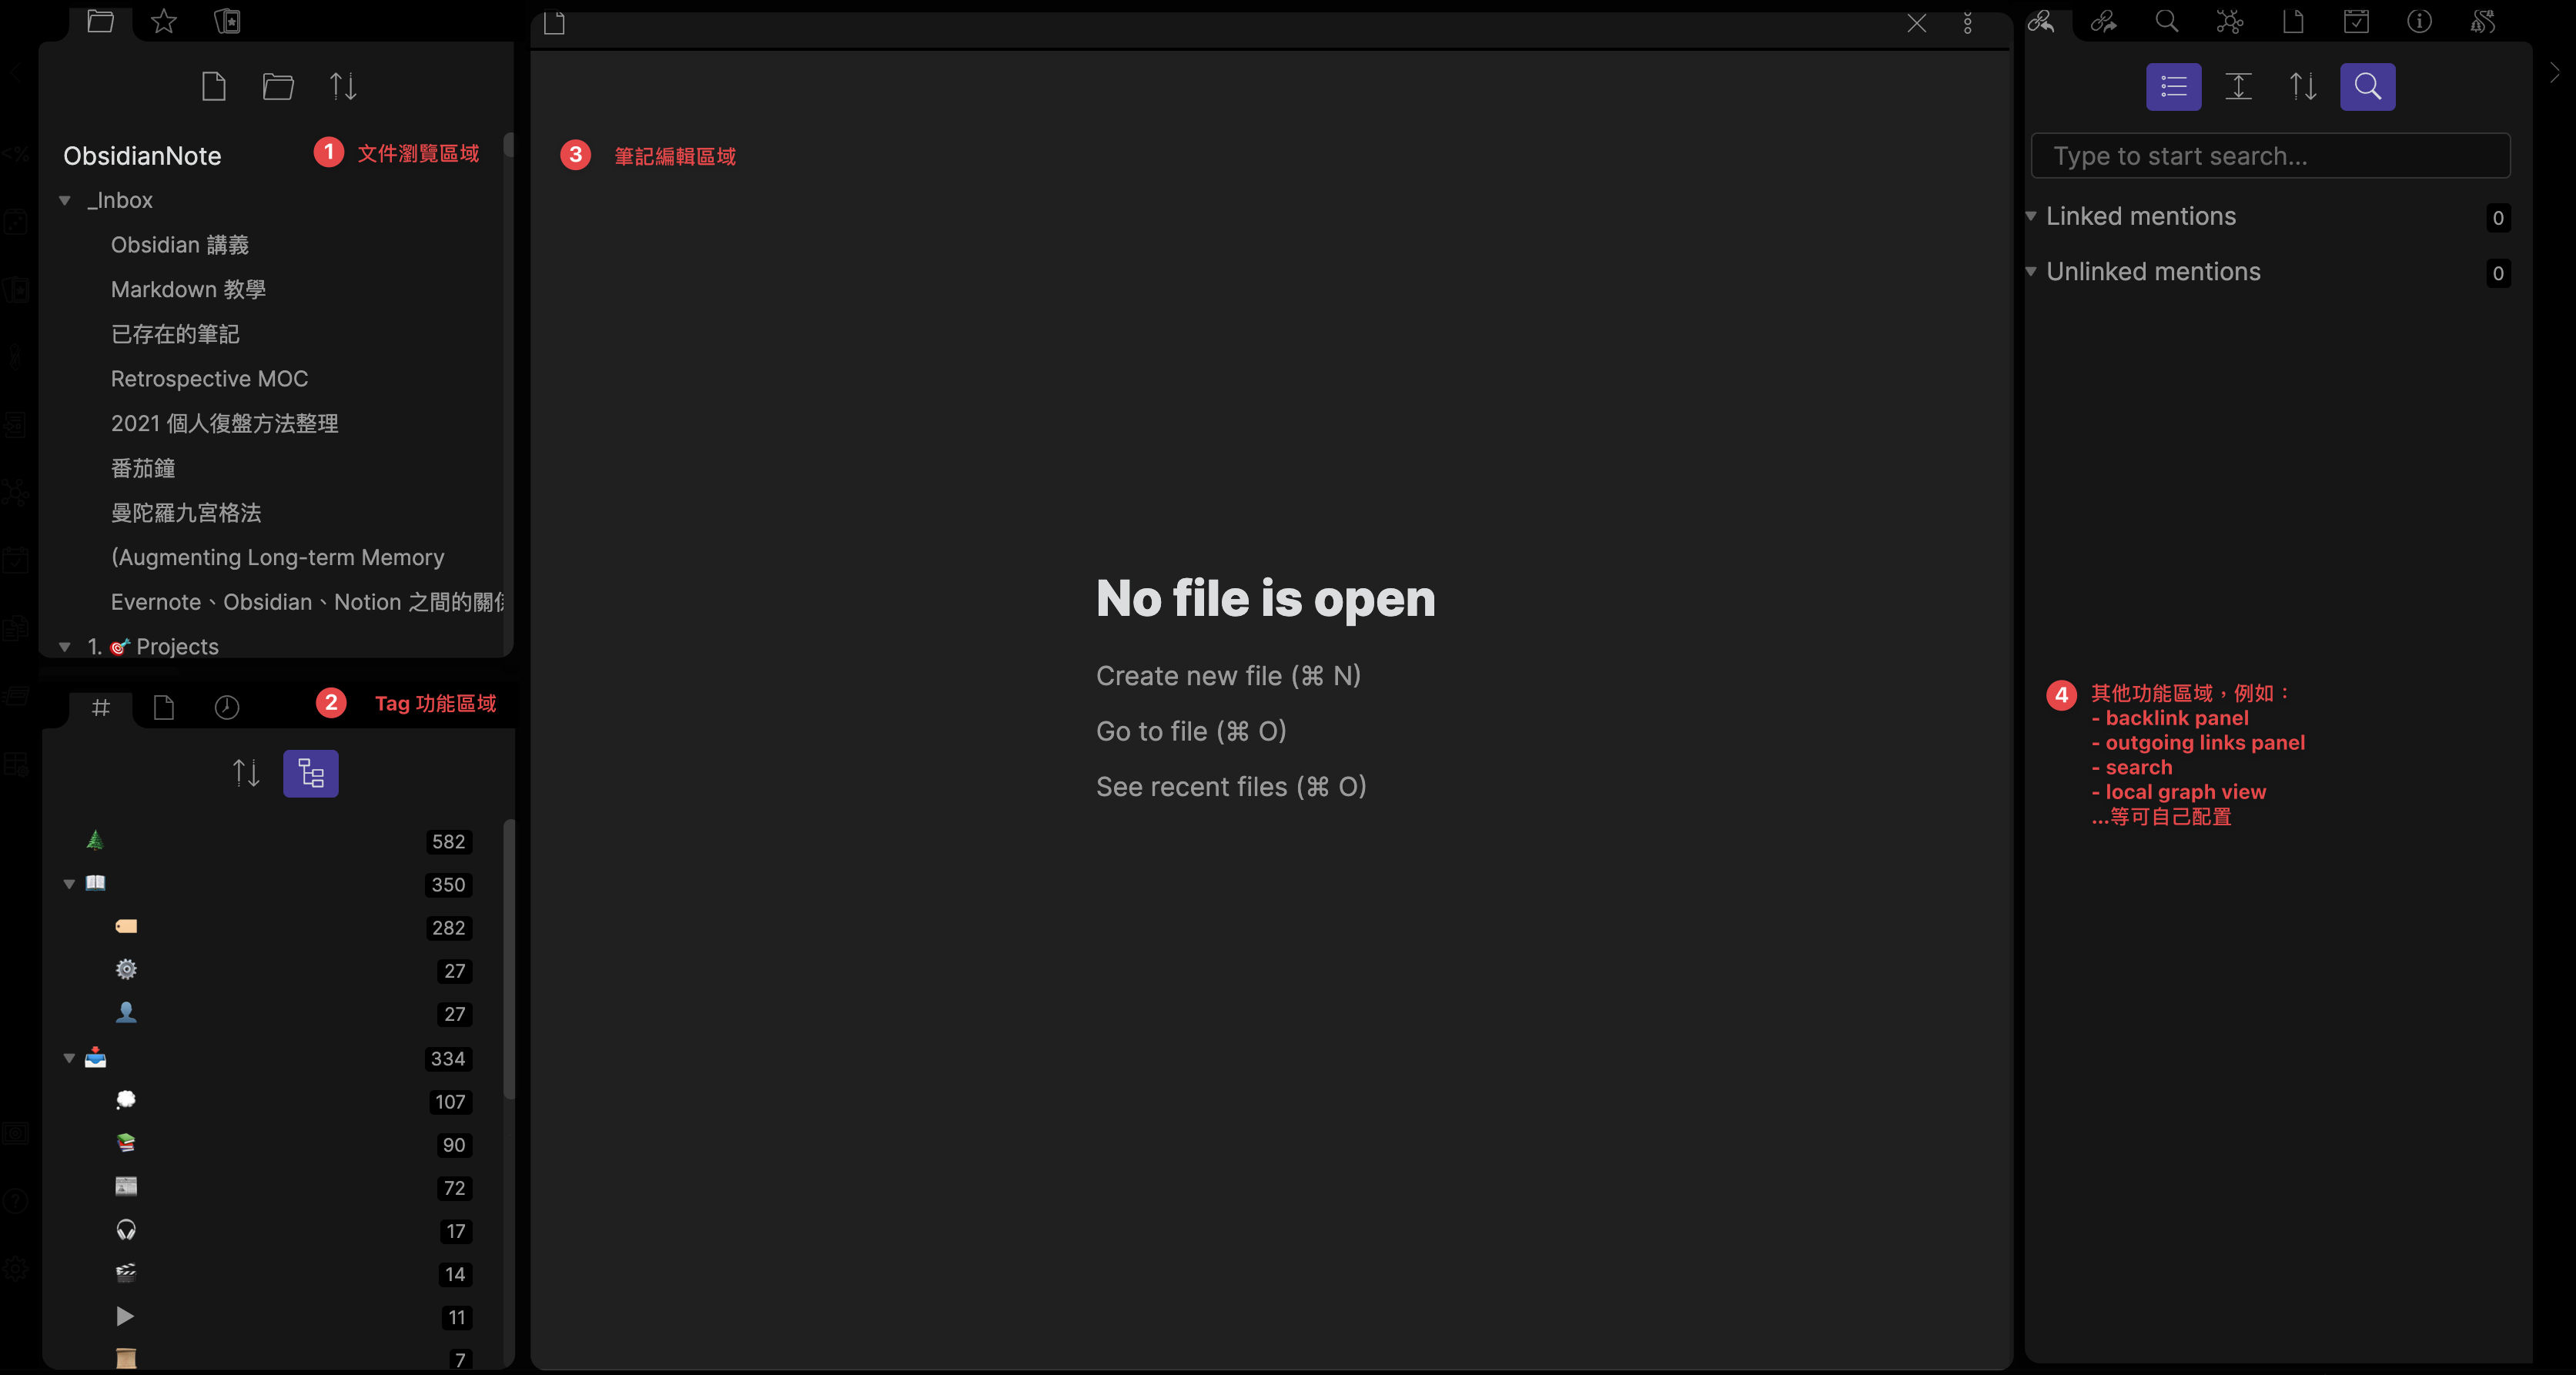 ObsidianNote
1 文件瀏覽區域
_Inbox
Obsidian 講義
Markdown 教學
已存在的筆記
Retrospective MOC
2021 個人復盤方法整理
番茄鐘
曼陀羅九宮格法
(Augmenting Long-term Memory
Evernote、Obsidian、Notion 之間的關
1. 🎯 Projects
2 Tag 功能區域
582
350
282
27
27
334
107
90
72
17
14
11
7
3 筆記編輯區域
No file is open
Create new file (⌘ N)
Go to file (⌘ O)
See recent files (⌘ O)
Type to start search...
Linked mentions 0
Unlinked mentions 0
4 其他功能區域，例如：
- backlink panel
- outgoing links panel
- search
- local graph view
...等可自己配置